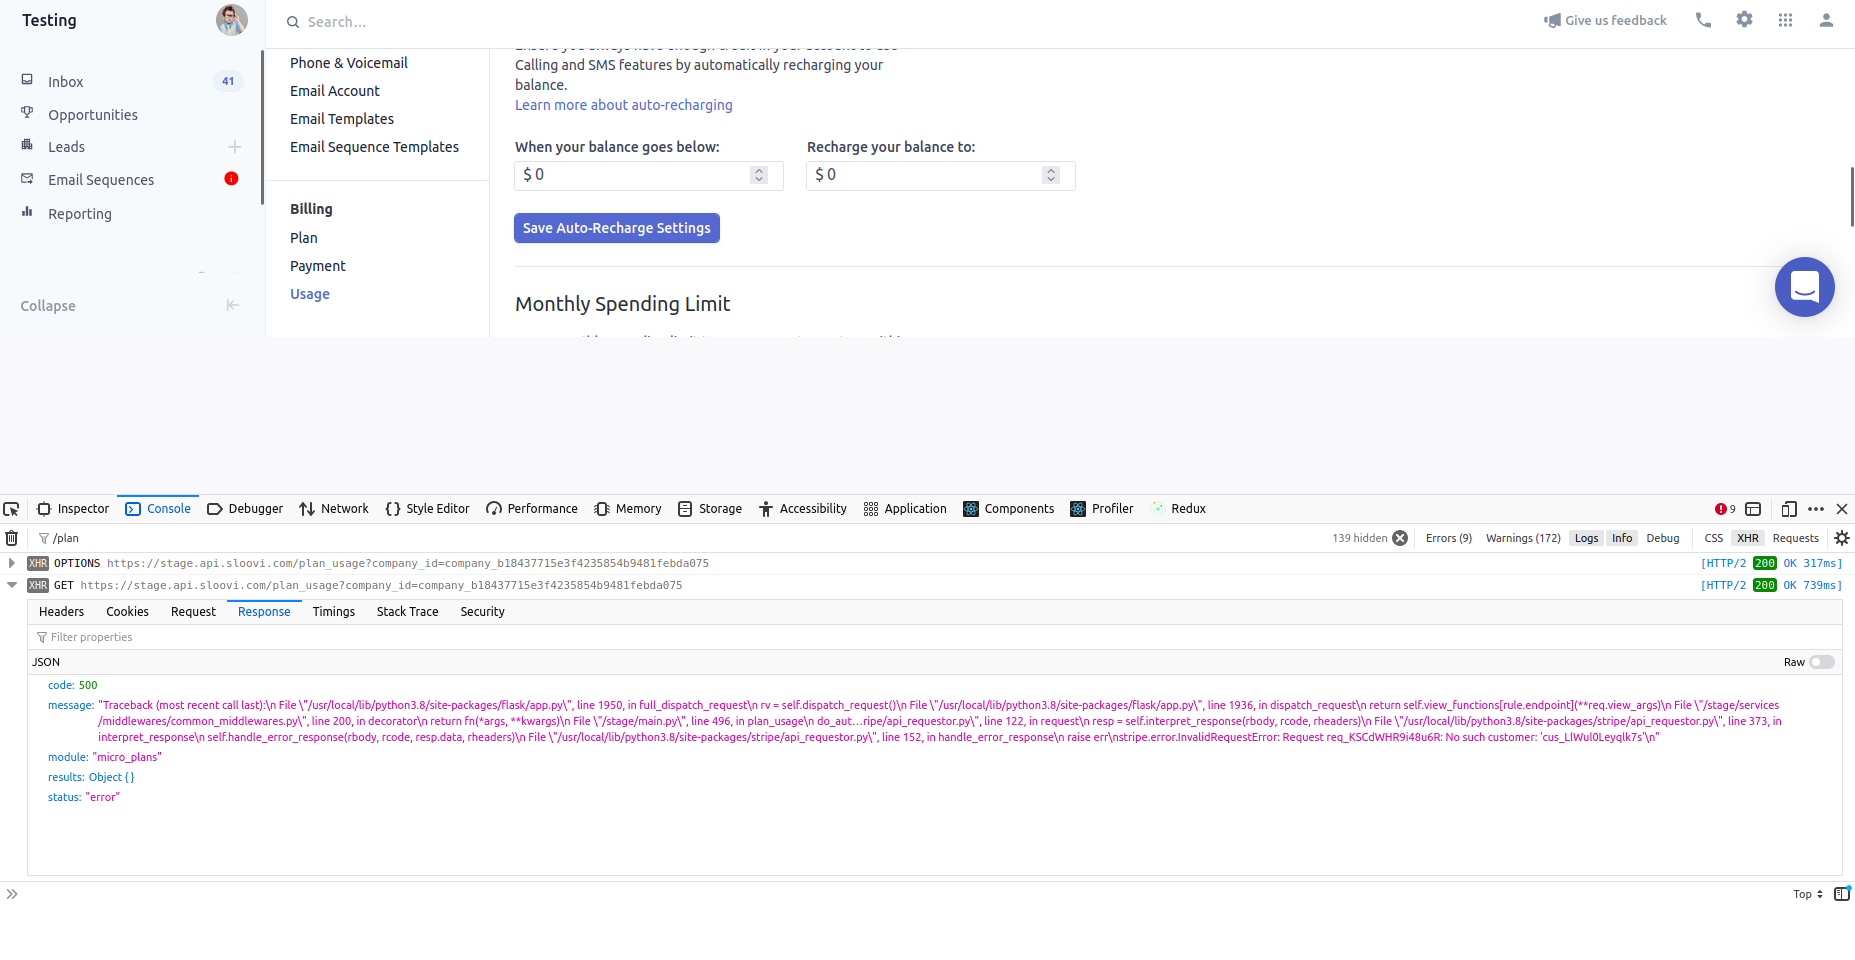 Testing
Search...
Give us feedback
Inbox
41
Opportunities
Leads
Email Sequences
Reporting
Collapse
Phone & Voicemail
Email Account
Email Templates
Email Sequence Templates
Billing
Plan
Payment
Usage
Calling and SMS features by automatically recharging your
balance.
Learn more about auto-recharging
When your balance goes below:
Recharge your balance to:
$ 0
$ 0
Save Auto-Recharge Settings
Monthly Spending Limit
Inspector Console Debugger Network Style Editor Performance Memory Storage Accessibility Application Components Profiler Redux 9
/plan 139 hidden Errors (9) Warnings (172) Logs Info Debug CSS XHR Requests
XHR OPTIONS https://stage.api.sloovi.com/plan_usage?company_id=company_b18437715e3f4235854b9481febda075 [HTTP/2 200 OK 317ms]
XHR GET https://stage.api.sloovi.com/plan_usage?company_id=company_b18437715e3f4235854b9481febda075 [HTTP/2 200 OK 739ms]
Headers Cookies Request Response Timings Stack Trace Security
Filter properties
JSON Raw
code: 500
message: "Traceback (most recent call last):\n File \"/usr/local/lib/python3.8/site-packages/flask/app.py\", line 1950, in full_dispatch_request\n rv = self.dispatch_request()\n File \"/usr/local/lib/python3.8/site-packages/flask/app.py\", line 1936, in dispatch_request\n return self.view_functions[rule.endpoint](**req.view_args)\n File \"/stage/services
/middlewares/common_middlewares.py\", line 200, in decorator\n return fn(*args, **kwargs)\n File \"/stage/main.py\", line 496, in plan_usage\n do_aut…ripe/api_requestor.py\", line 122, in request\n resp = self.interpret_response(rbody, rcode, rheaders)\n File \"/usr/local/lib/python3.8/site-packages/stripe/api_requestor.py\", line 373, in
interpret_response\n self.handle_error_response(rbody, rcode, resp.data, rheaders)\n File \"/usr/local/lib/python3.8/site-packages/stripe/api_requestor.py\", line 152, in handle_error_response\n raise err\nstripe.error.InvalidRequestError: Request req_KSCdWHR9i48u6R: No such customer: 'cus_LlWul0Leyqlk7s'\n"
module: "micro_plans"
results: Object { }
status: "error"
Top